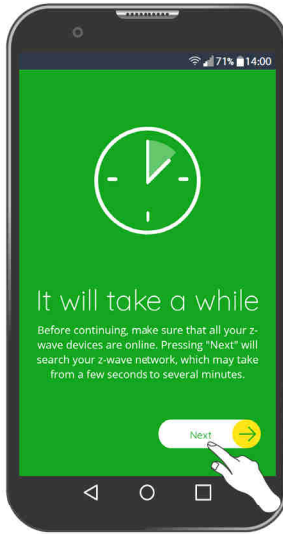 71% 14:00
It will take a while
Before continuing, make sure that all your z-
wave devices are online. Pressing "Next" will
search your z-wave network, which may take
from a few seconds to several minutes.
Next